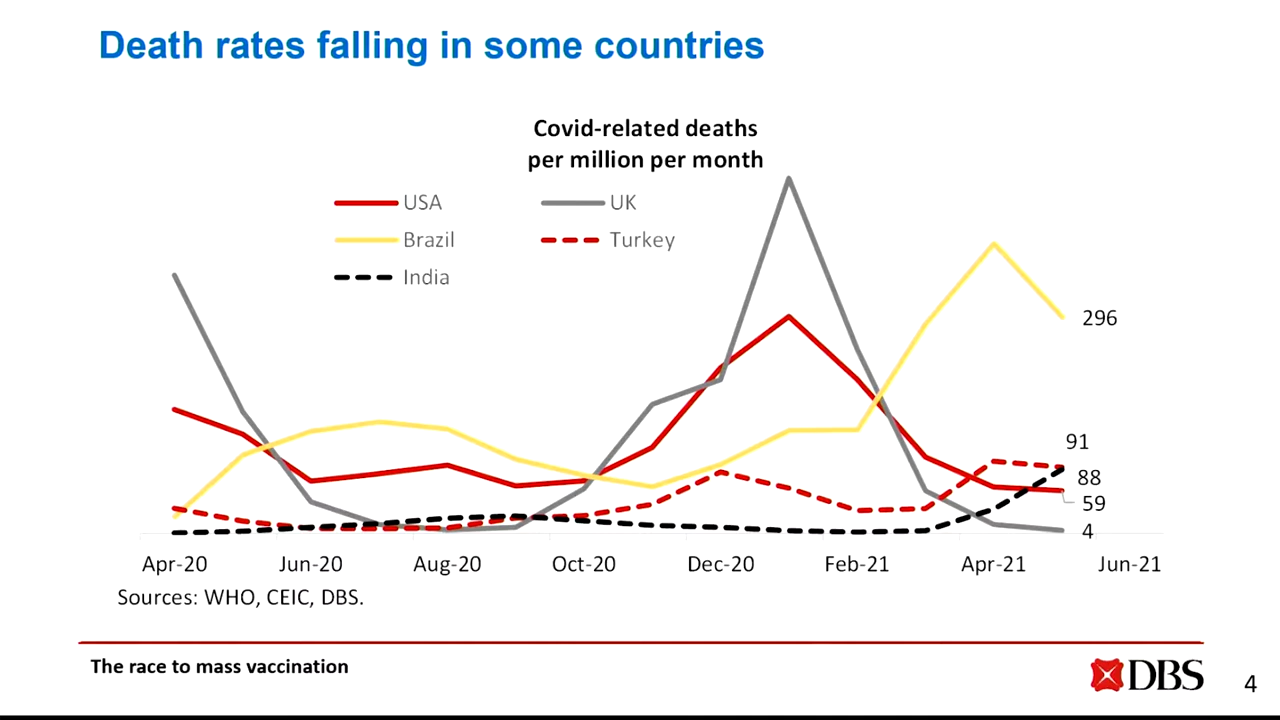 Death rates falling in some countries
Covid-related deaths
per million per month
USA
UK
Brazil
Turkey
India
296
91
88
59
4
Apr-20
Jun-20
Aug-20
Oct-20
Dec-20
Feb-21
Apr-21
Jun-21
Sources: WHO, CEIC, DBS.
The race to mass vaccination
DBS
4